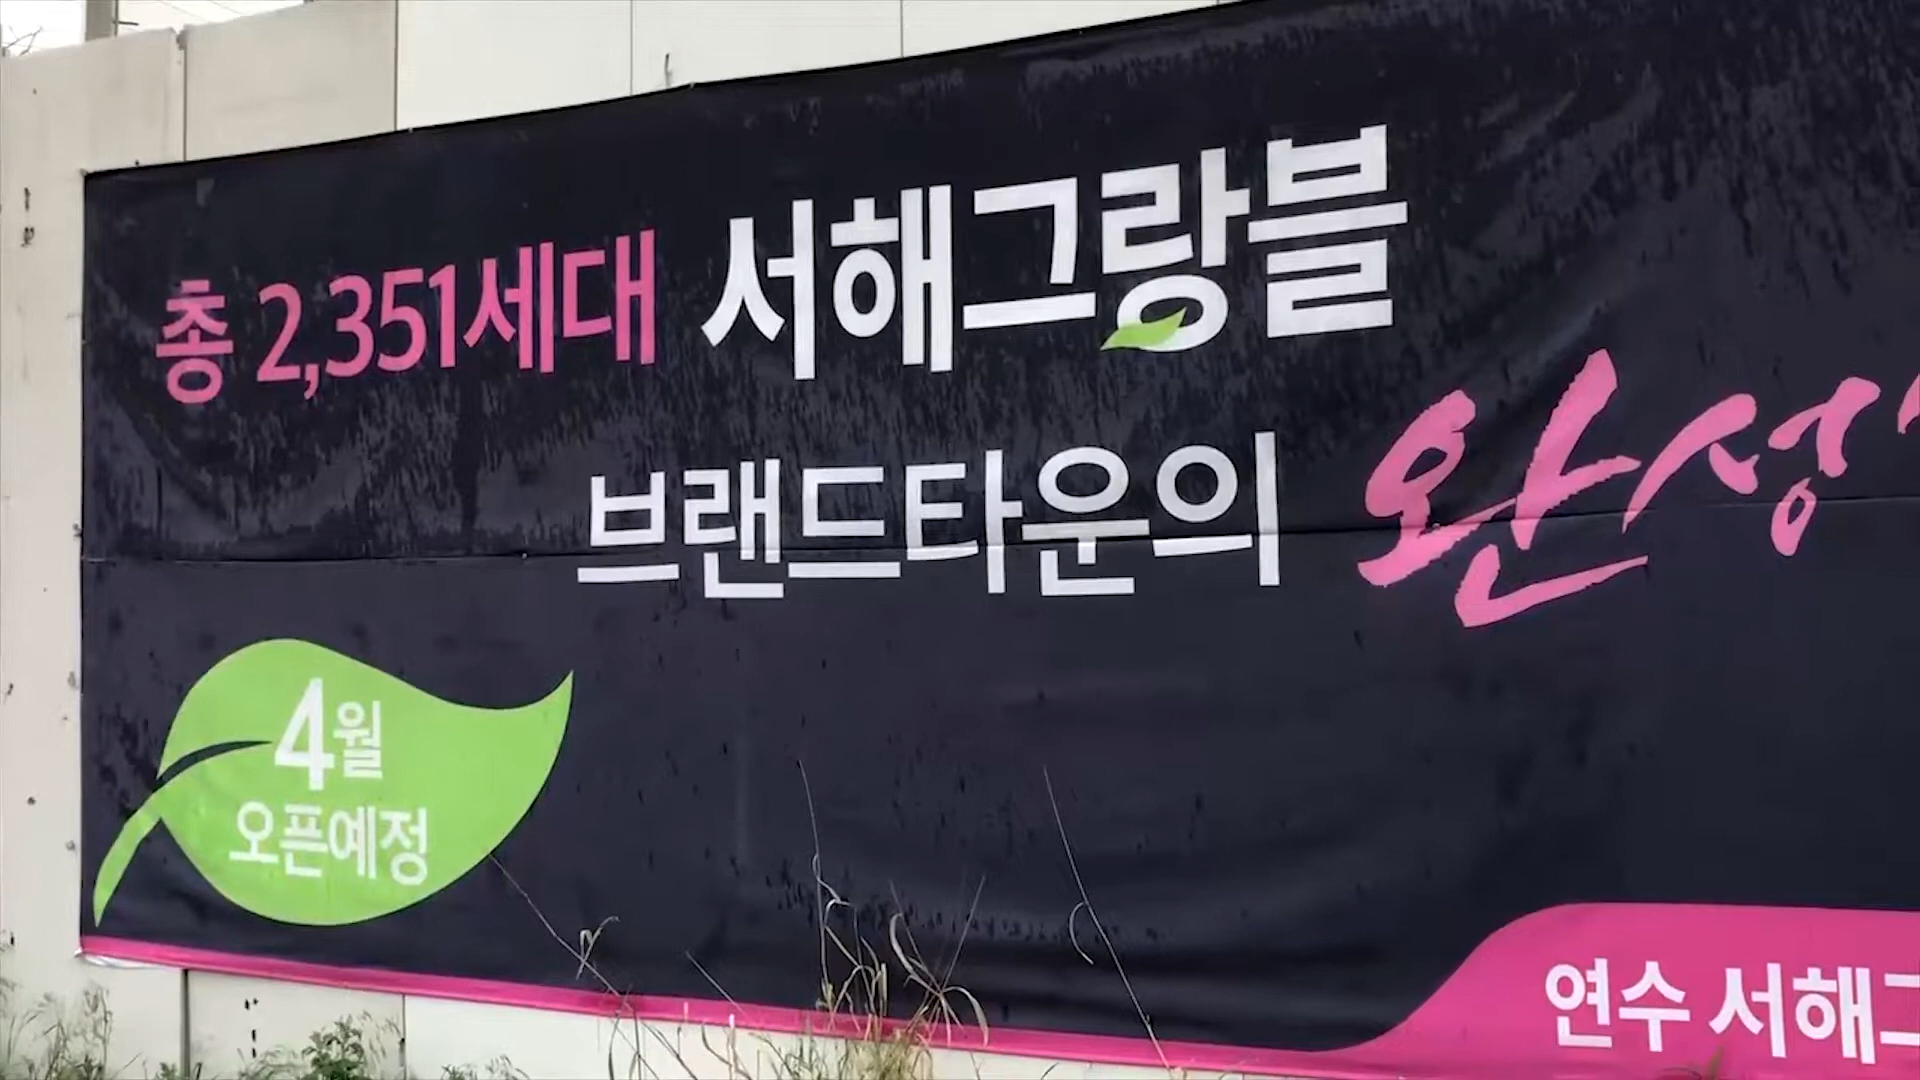 총 2,351세대 서해그랑블
브랜드타운의 완성
4월
오픈예정
연수 서해그